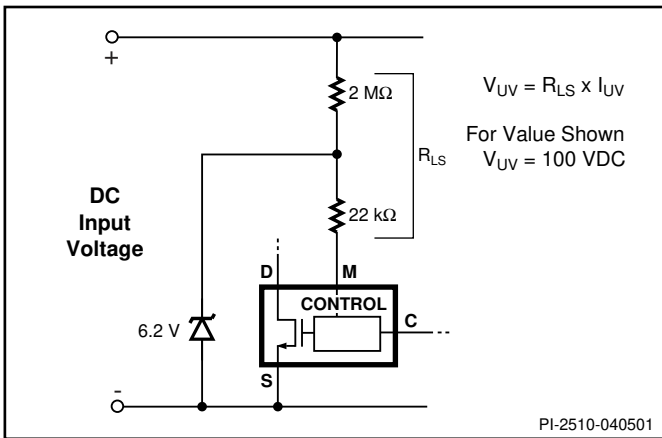 +
2 MΩ
V_UV = R_LS x I_UV
For Value Shown
V_UV = 100 VDC
R_LS
22 kΩ
DC
Input
Voltage
D
M
CONTROL
C
6.2 V
S
-
PI-2510-040501